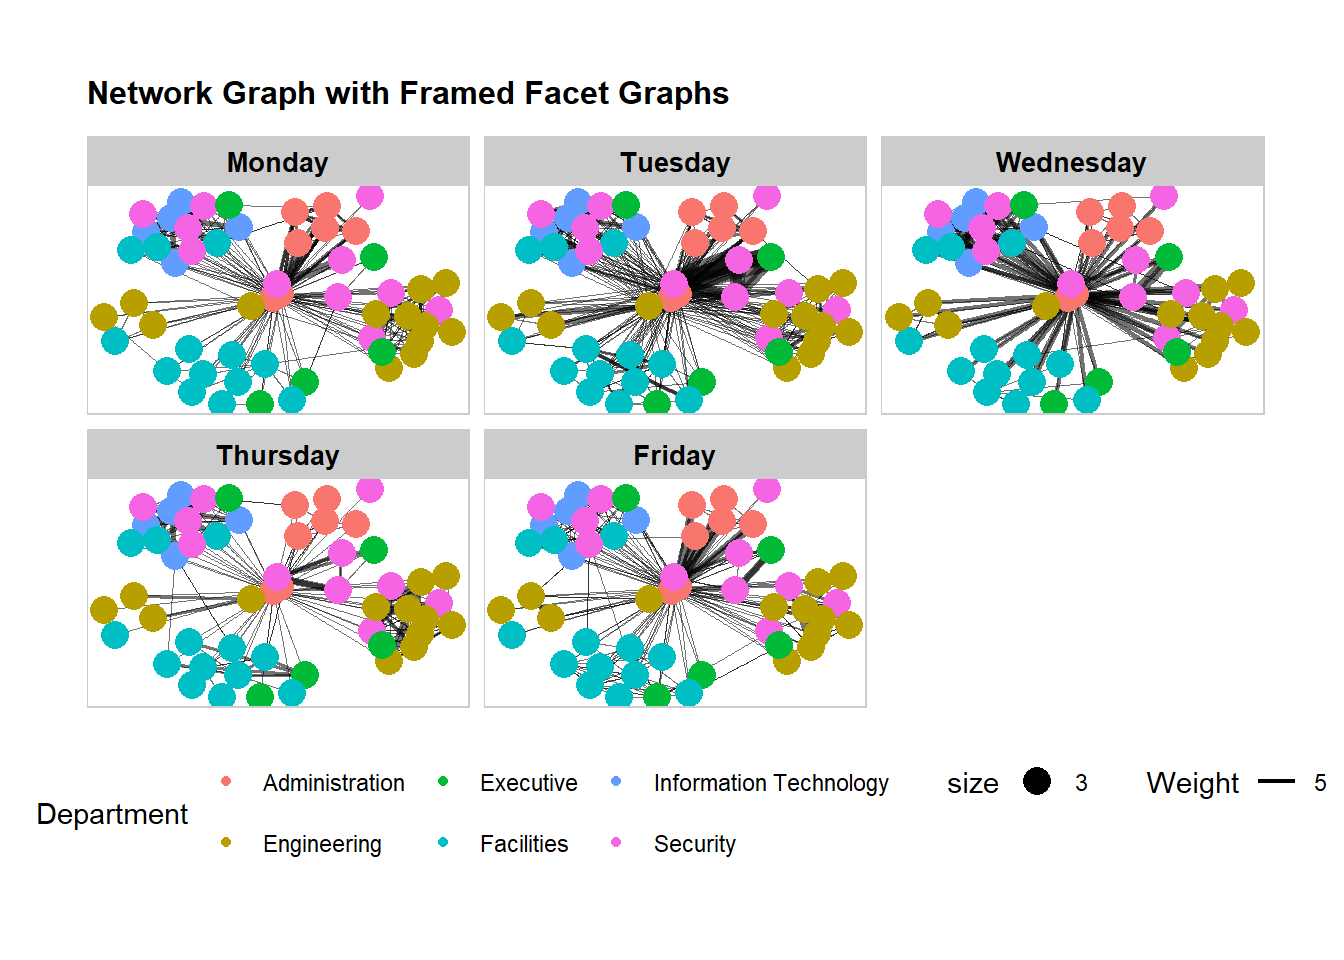 Network Graph with Framed Facet Graphs
Monday Tuesday Wednesday
Thursday Friday
Department
Administration Executive Information Technology
Engineering Facilities Security
size 3 Weight 5